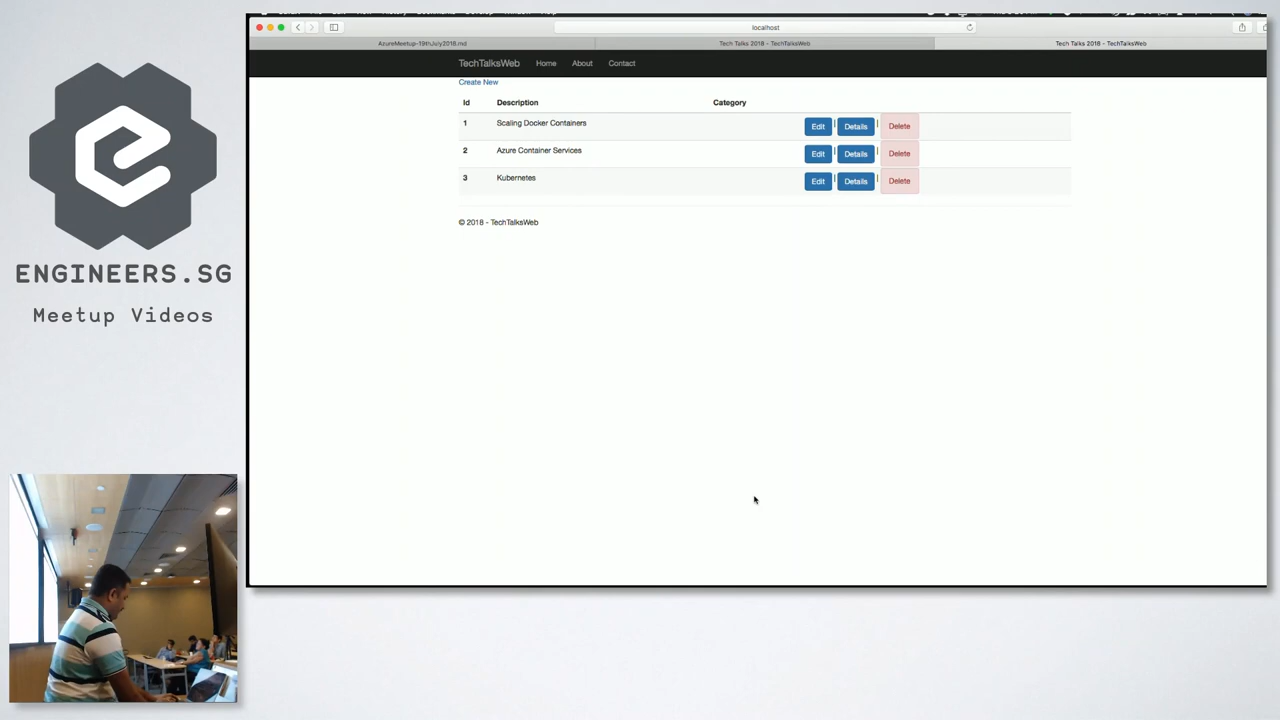 localhost
AzureMeetup-19thJuly2018.md
Tech Talks 2018 - TechTalksWeb
Tech Talks 2018 - TechTalksWeb
TechTalksWeb Home About Contact
Create New
Id Description Category
1 Scaling Docker Containers Edit | Details | Delete
2 Azure Container Services Edit | Details | Delete
3 Kubernetes Edit | Details | Delete
© 2018 - TechTalksWeb
ENGINEERS.SG
Meetup Videos